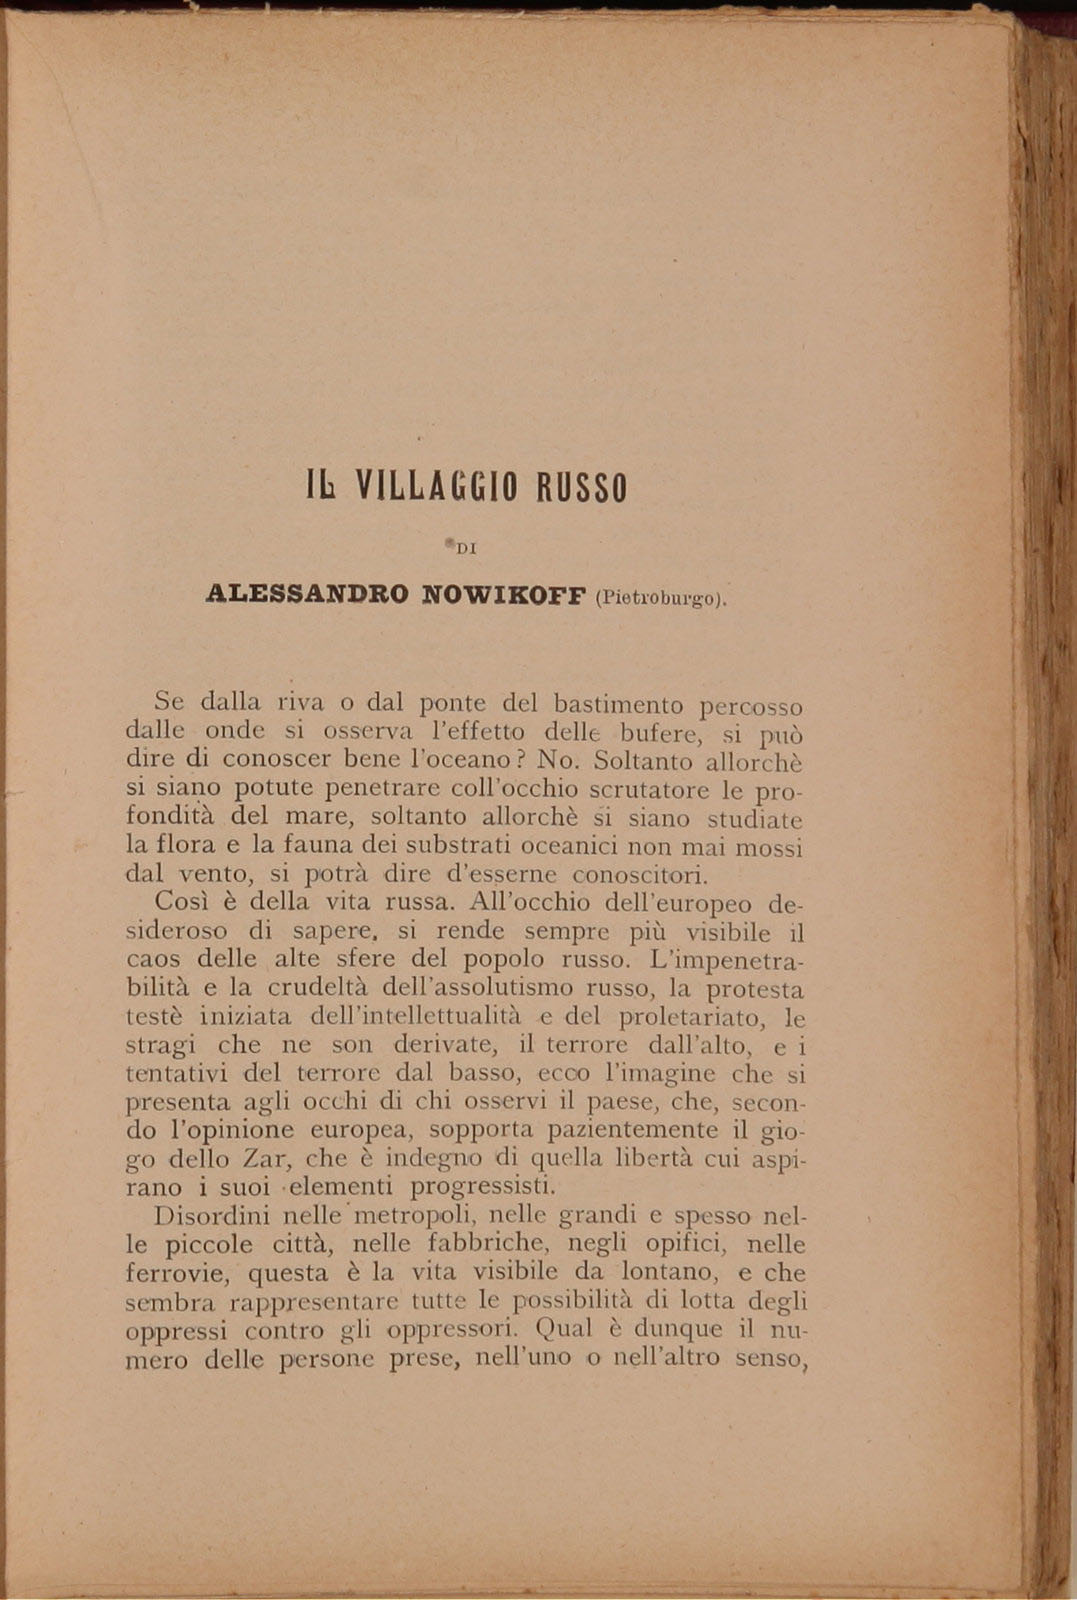 IL VILLAGGIO RUSSO
DI
ALESSANDRO NOWIKOFF (Pietroburgo).
Se dalla riva o dal ponte del bastimento percosso
dalle onde si osserva l'effetto delle bufere, si può
dire di conoscer bene l'oceano? No. Soltanto allorchè
si siano potute penetrare coll'occhio scrutatore le pro-
fondità del mare, soltanto allorchè si siano studiate
la flora e la fauna dei substrati oceanici non mai mossi
dal vento, si potrà dire d'esserne conoscitori.
Così è della vita russa. All'occhio dell'europeo de-
sideroso di sapere, si rende sempre più visibile il
caos delle alte sfere del popolo russo. L'impenetra-
bilità e la crudeltà dell'assolutismo russo, la protesta
testè iniziata dell'intellettualità e del proletariato, le
stragi che ne son derivate, il terrore dall'alto, e i
tentativi del terrore dal basso, ecco l'imagine che si
presenta agli occhi di chi osservi il paese, che, secon-
do l'opinione europea, sopporta pazientemente il gio-
go dello Zar, che è indegno di quella libertà cui aspi-
rano i suoi elementi progressisti.
Disordini nelle metropoli, nelle grandi e spesso nel-
le piccole città, nelle fabbriche, negli opifici, nelle
ferrovie, questa è la vita visibile da lontano, e che
sembra rappresentare tutte le possibilità di lotta degli
oppressi contro gli oppressori. Qual è dunque il nu-
mero delle persone prese, nell'uno o nell'altro senso,